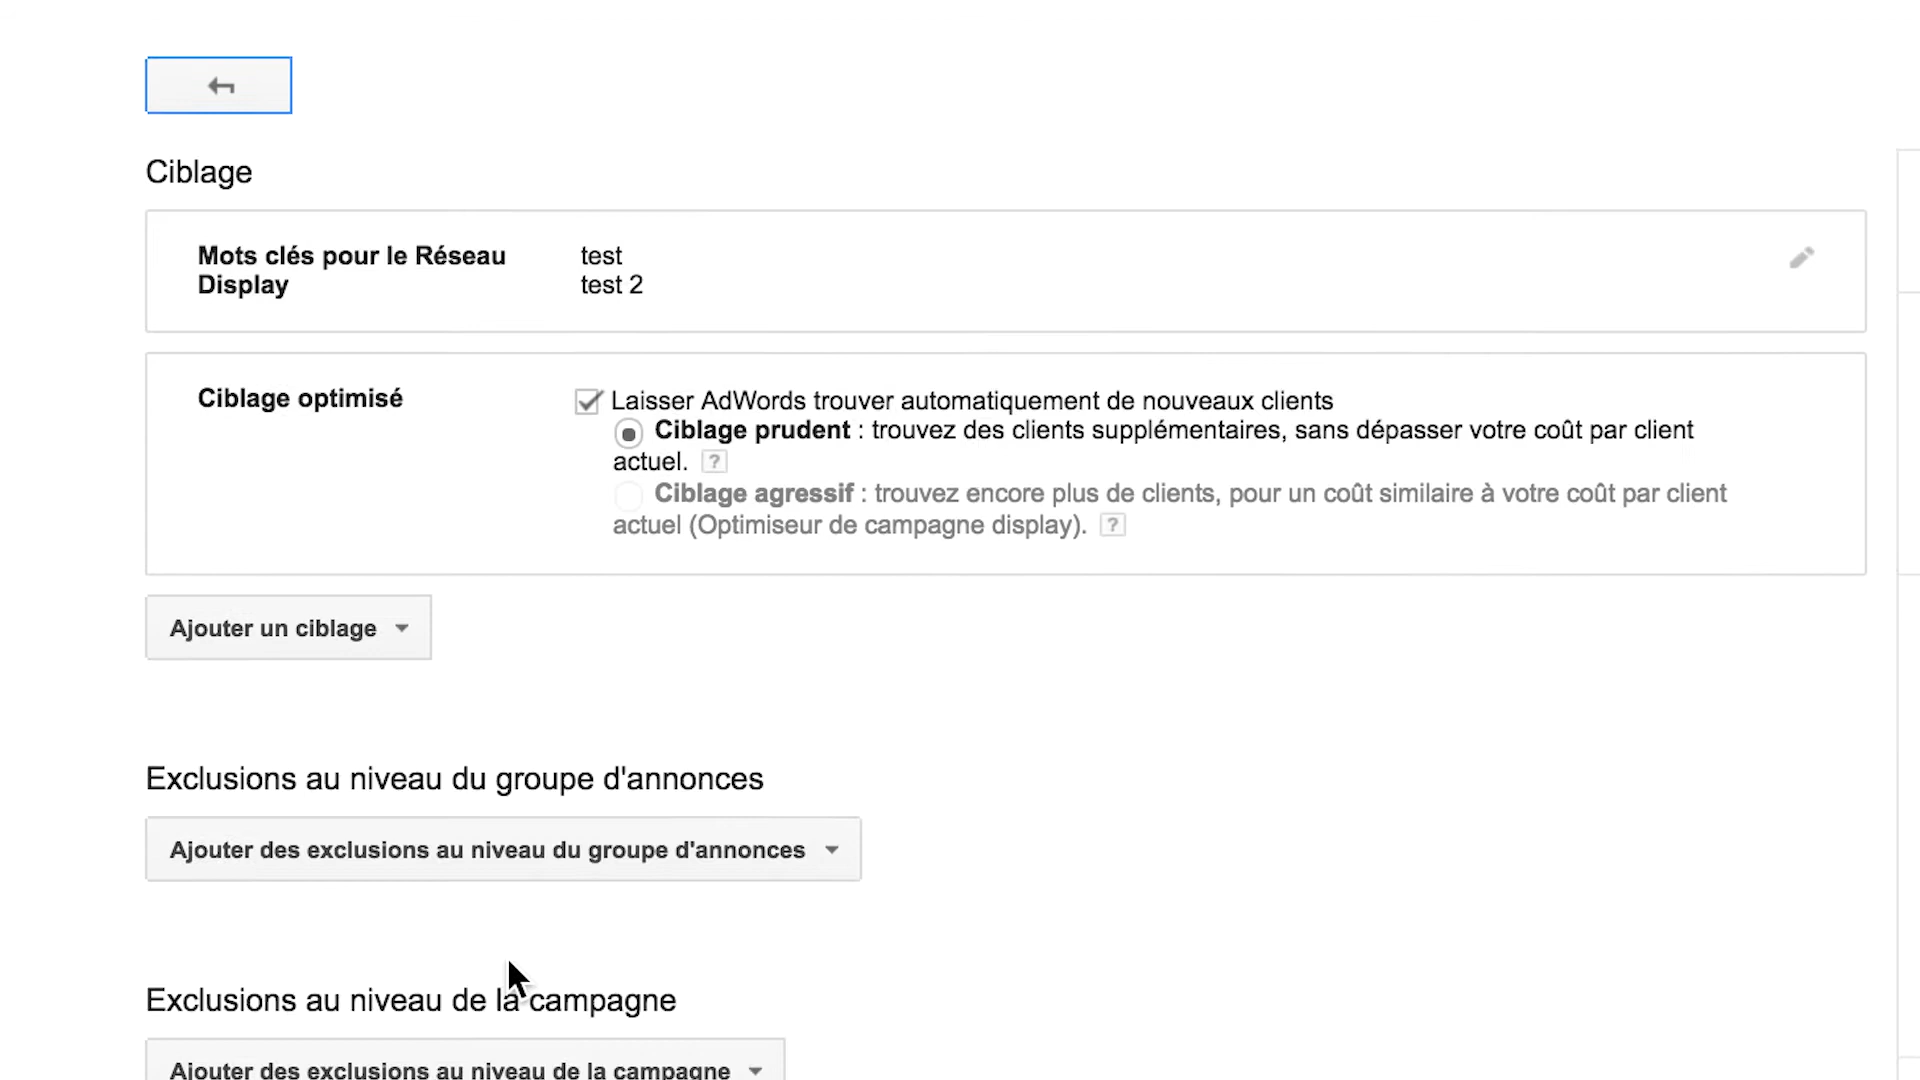 Ciblage
Mots clés pour le Réseau
Display
test
test 2
Ciblage optimisé
Laisser AdWords trouver automatiquement de nouveaux clients
Ciblage prudent : trouvez des clients supplémentaires, sans dépasser votre coût par client
actuel. ?
Ciblage agressif : trouvez encore plus de clients, pour un coût similaire à votre coût par client
actuel (Optimiseur de campagne display). ?
Ajouter un ciblage
Exclusions au niveau du groupe d'annonces
Ajouter des exclusions au niveau du groupe d'annonces
Exclusions au niveau de la campagne
Ajouter des exclusions au niveau de la campagne